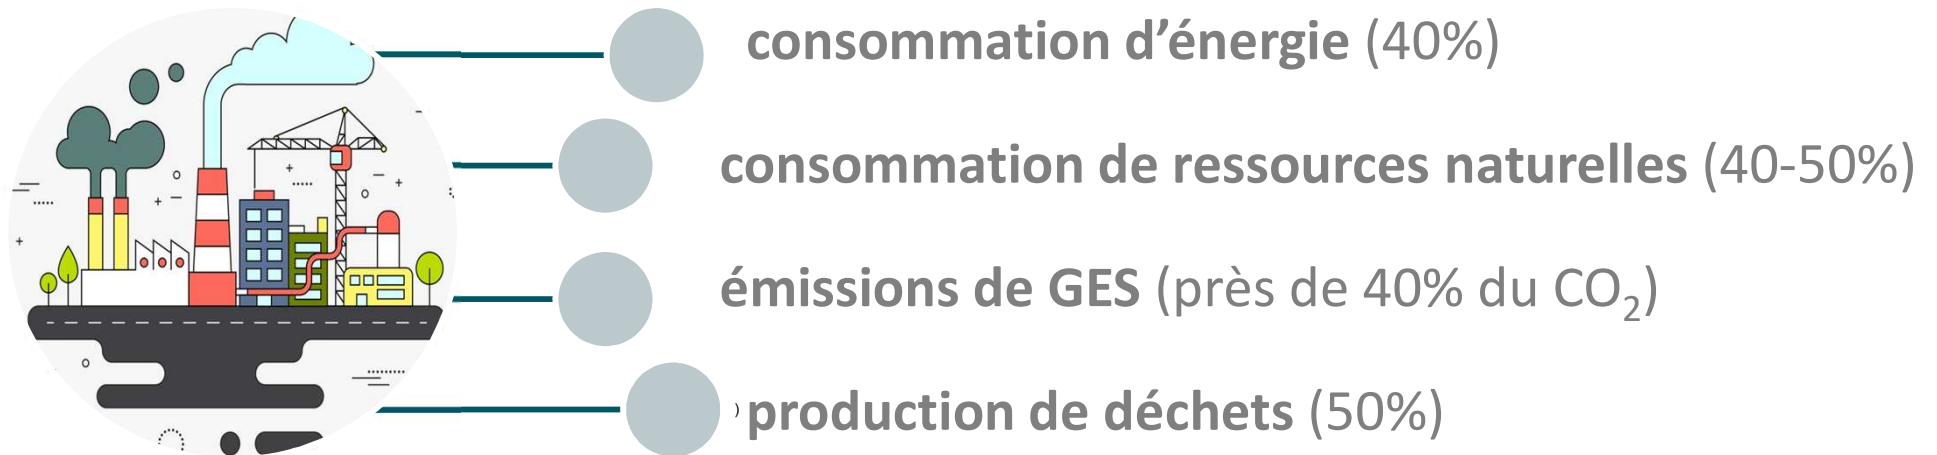 consommation d’énergie (40%)
consommation de ressources naturelles (40-50%)
émissions de GES (près de 40% du CO₂)
) production de déchets (50%)